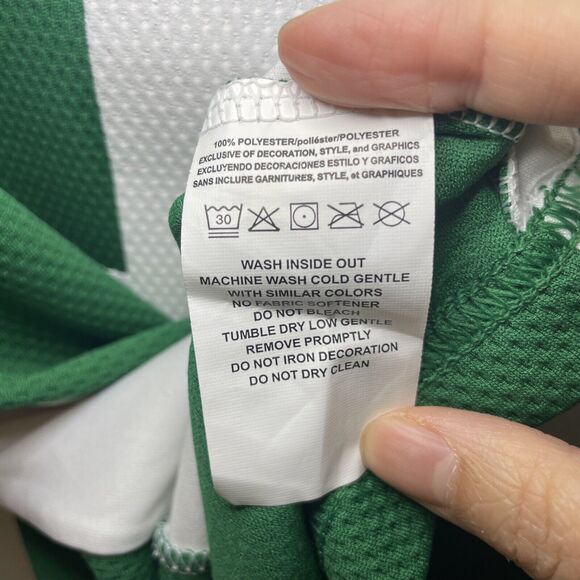 100% POLYESTER/poliéster/POLYESTER
EXCLUSIVE OF DECORATION, STYLE, and GRAPHICS
EXCLUYENDO DECORACIONES ESTILO Y GRAFICOS
SANS INCLURE GARNITURES, STYLE, et GRAPHIQUES
30
WASH INSIDE OUT
MACHINE WASH COLD GENTLE
WITH SIMILAR COLORS
NO FABRIC SOFTENER
DO NOT BLEACH
TUMBLE DRY LOW GENTLE
REMOVE PROMPTLY
DO NOT IRON DECORATION
DO NOT DRY CLEAN